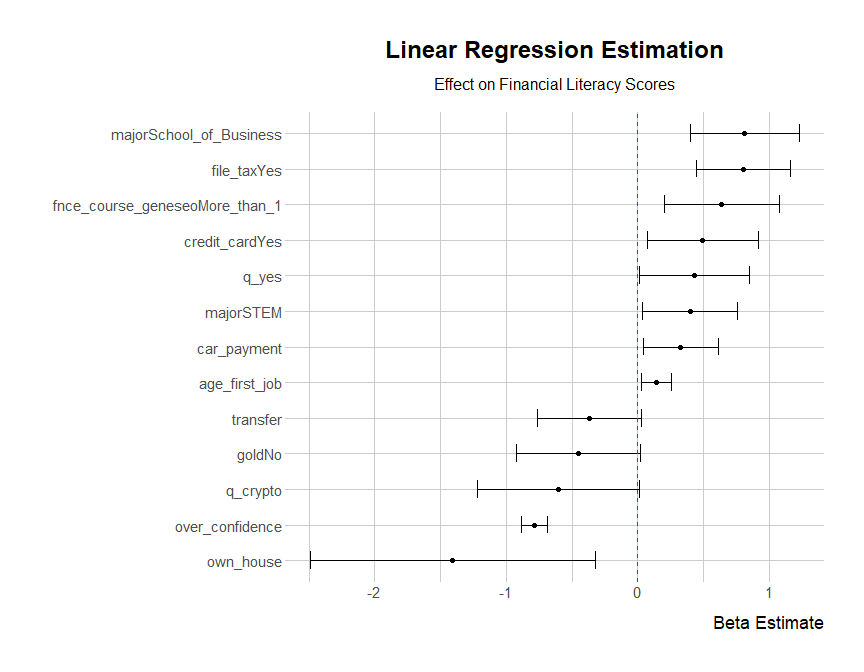 Linear Regression Estimation
Effect on Financial Literacy Scores
majorSchool_of_Business
file_taxYes
fnce_course_geneseoMore_than_1
credit_cardYes
q_yes
majorSTEM
car_payment
age_first_job
transfer
goldNo
q_crypto
over_confidence
own_house
-2 -1 0 1
Beta Estimate